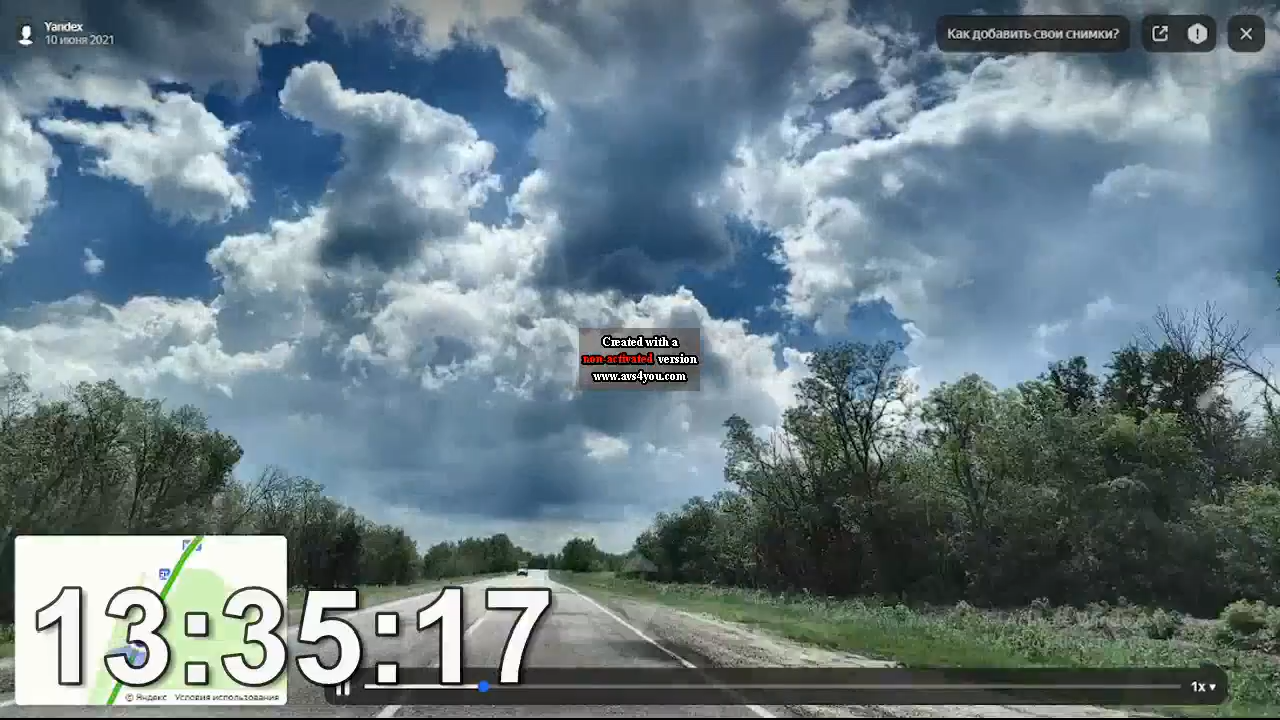 Yandex
10 июня 2021
Как добавить свои снимки?
Created with a
non-activated version
www.avs4you.com
13:35:17
© Яндекс Условия использования
1x